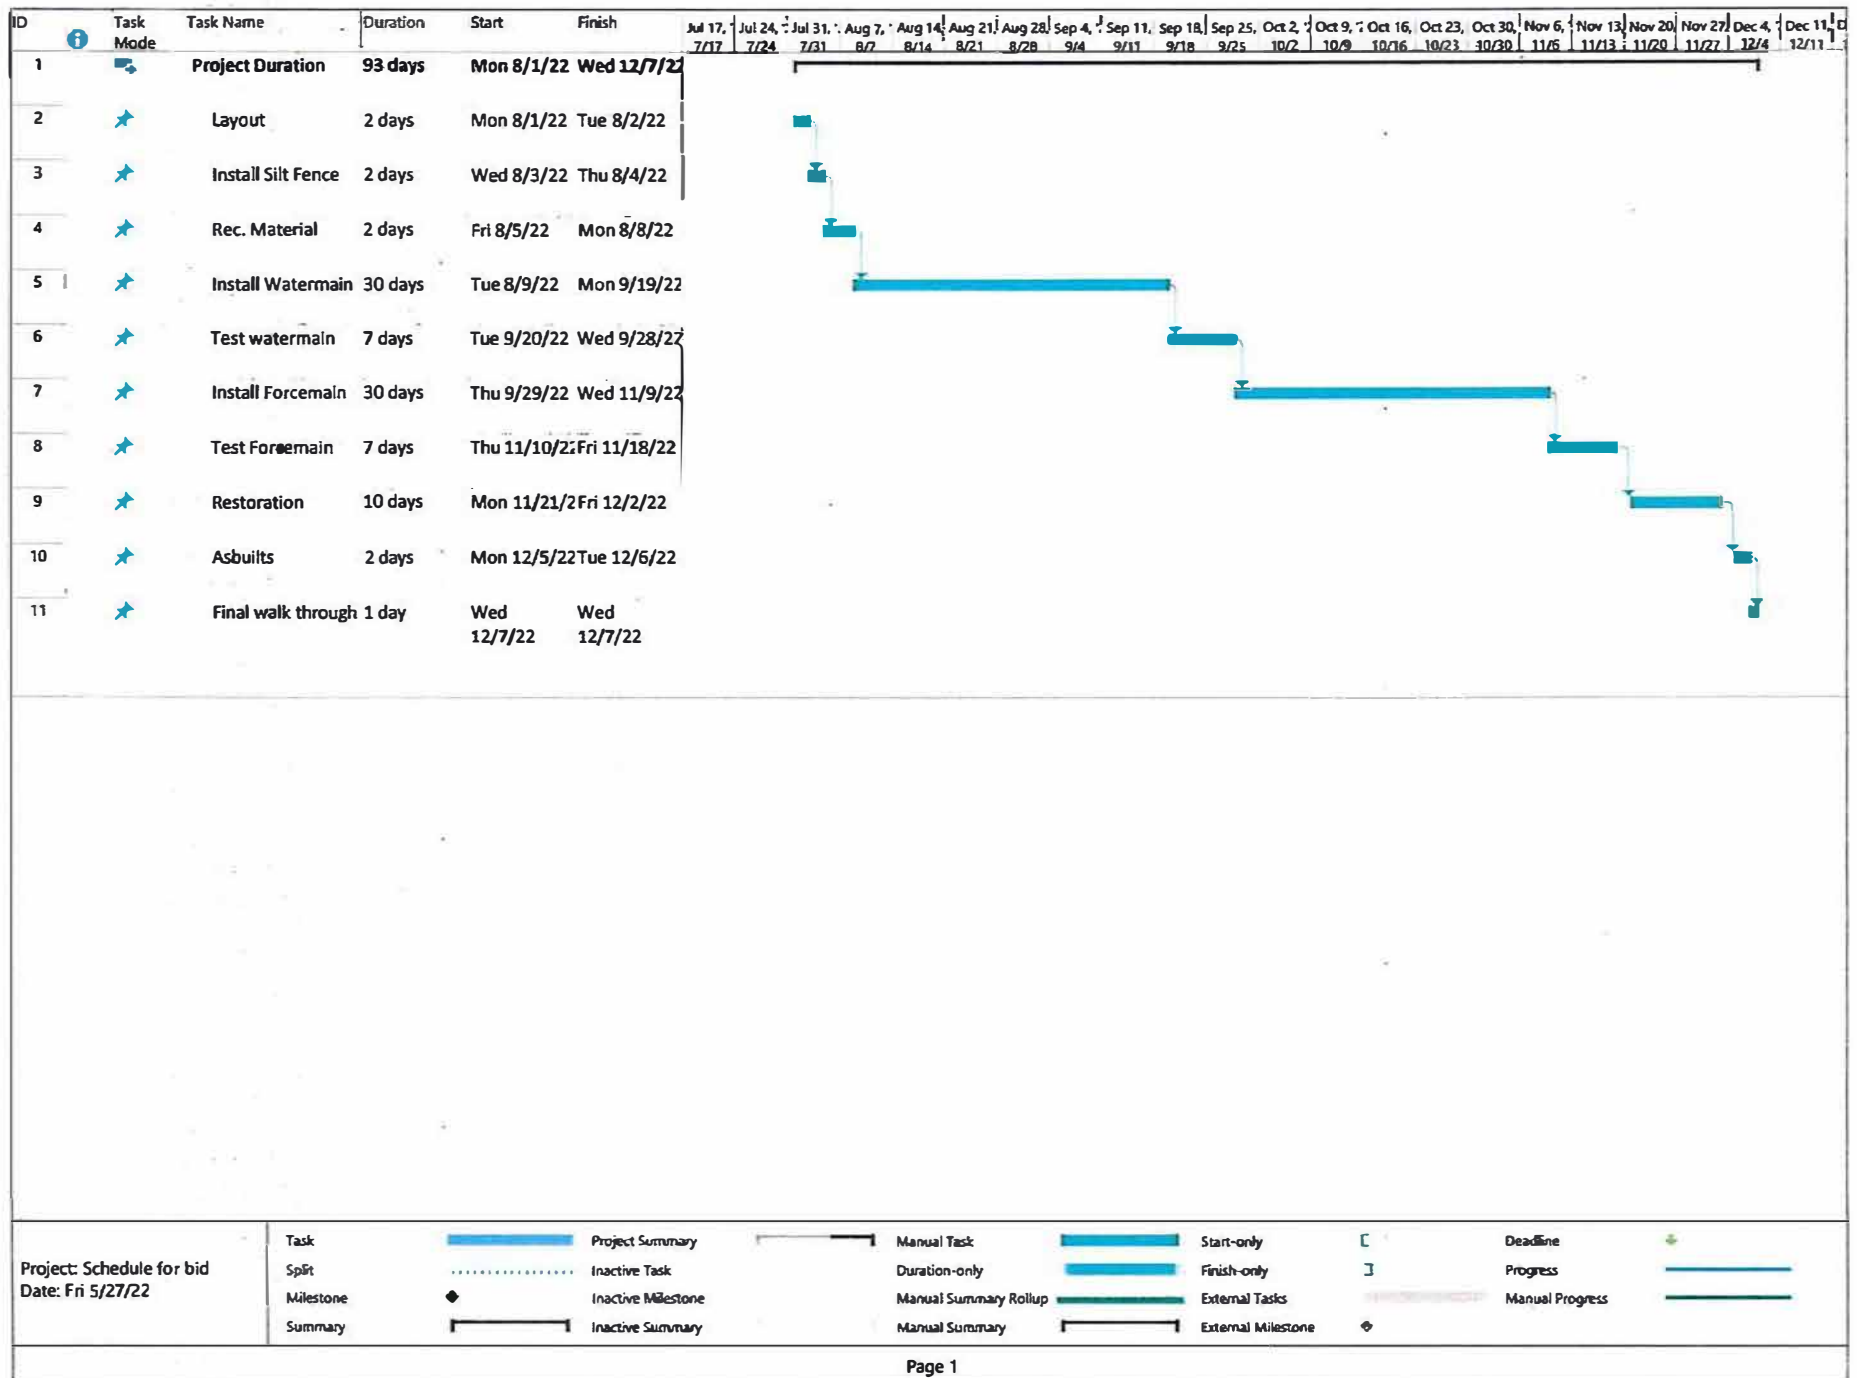 ID Task Mode Task Name Duration Start Finish
Jul 17, Jul 24, Jul 31, Aug 7, Aug 14 Aug 21 Aug 28 Sep 4, Sep 11, Sep 18 Sep 25, Oct 2, Oct 9, Oct 16, Oct 23, Oct 30, Nov 6, Nov 13 Nov 20 Nov 27 Dec 4, Dec 11
7/17 7/24 7/31 8/7 8/14 8/21 8/28 9/4 9/11 9/18 9/25 10/2 10/9 10/16 10/23 10/30 11/6 11/13 11/20 11/27 12/4 12/11
1 Project Duration 93 days Mon 8/1/22 Wed 12/7/22
2 Layout 2 days Mon 8/1/22 Tue 8/2/22
3 Install Silt Fence 2 days Wed 8/3/22 Thu 8/4/22
4 Rec. Material 2 days Fri 8/5/22 Mon 8/8/22
5 Install Watermain 30 days Tue 8/9/22 Mon 9/19/22
6 Test watermain 7 days Tue 9/20/22 Wed 9/28/22
7 Install Forcemain 30 days Thu 9/29/22 Wed 11/9/22
8 Test Forcemain 7 days Thu 11/10/22 Fri 11/18/22
9 Restoration 10 days Mon 11/21/2 Fri 12/2/22
10 Asbuilts 2 days Mon 12/5/22 Tue 12/6/22
11 Final walk through 1 day Wed 12/7/22 Wed 12/7/22
Project: Schedule for bid
Date: Fri 5/27/22
Task Project Summary Manual Task Start-only Deadline
Split Inactive Task Duration-only Finish-only Progress
Milestone Inactive Milestone Manual Summary Rollup External Tasks Manual Progress
Summary Inactive Summary Manual Summary External Milestone
Page 1